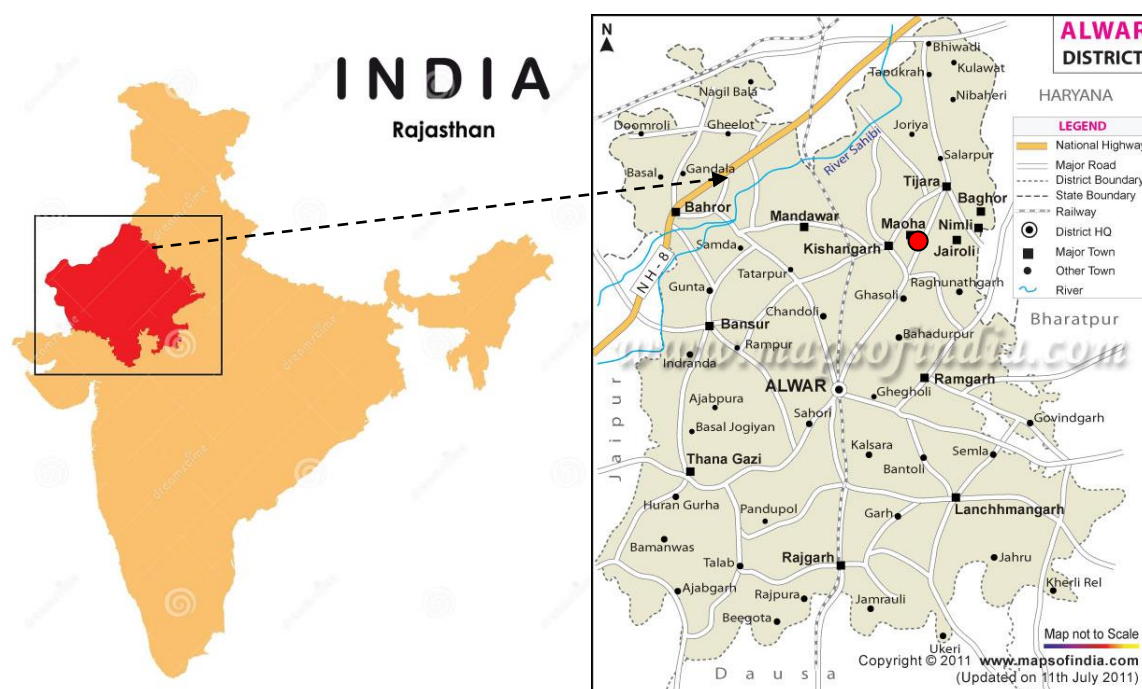 INDIA
Rajasthan
dreamstime
N
ALWAR
DISTRICT
Bhiwadi
Kulawat
Tapukrah
Nagil Bala
Nibaheri
HARYANA
Doomroli
Gheelot
Joriya
LEGEND
National Highway
Major Road
District Boundary
State Boundary
Railway
District HQ
Major Town
Other Town
River
River Sahibi
Salarpur
Basal
Gandala
Tijara
Baghor
Bahror
Mandawar
Maoha
Nimli
Samda
Kishangarh
Jairoli
NH-8
Tatarpur
Raghunathgarh
Gunta
Ghasoli
Chandoli
Bharatpur
Bansur
Bahadurpur
Rampur
www.mapsofindia.com
Indranda
Ramgarh
ALWAR
Jaipur
Ghegholi
Ajabpura
Sahori
Govindgarh
Basal Jogiyan
Kalsara
Semla
Thana Gazi
Bantoli
Huran Gurha
Pandupol
Garh
Lanchhmangarh
Bamanwas
Talab
Rajgarh
Jahru
Ajabgarh
Rajpura
Jamrauli
Kherli Rel
Beegota
Ukeri
Map not to Scale
Dausa
Copyright © 2011 www.mapsofindia.com
(Updated on 11th July 2011)